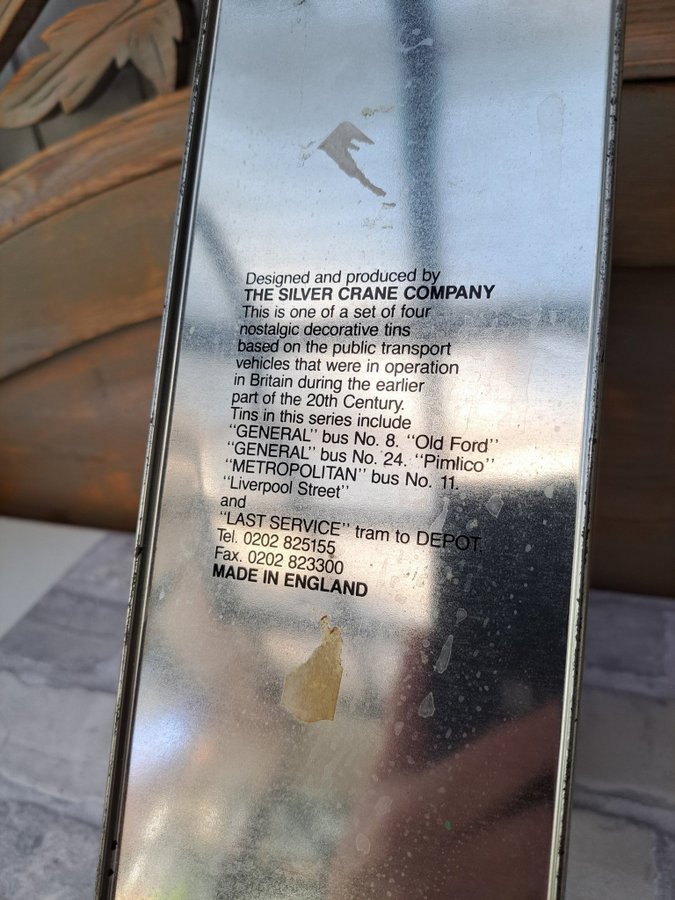 Designed and produced by
THE SILVER CRANE COMPANY
This is one of a set of four
nostalgic decorative tins
based on the public transport
vehicles that were in operation
in Britain during the earlier
part of the 20th Century.
Tins in this series include
“GENERAL” bus No. 8. “Old Ford”
“GENERAL” bus No. 24. “Pimlico”
“METROPOLITAN” bus No. 11.
“Liverpool Street”
and
“LAST SERVICE” tram to DEPOT.
Tel. 0202 825155
Fax. 0202 823300
MADE IN ENGLAND